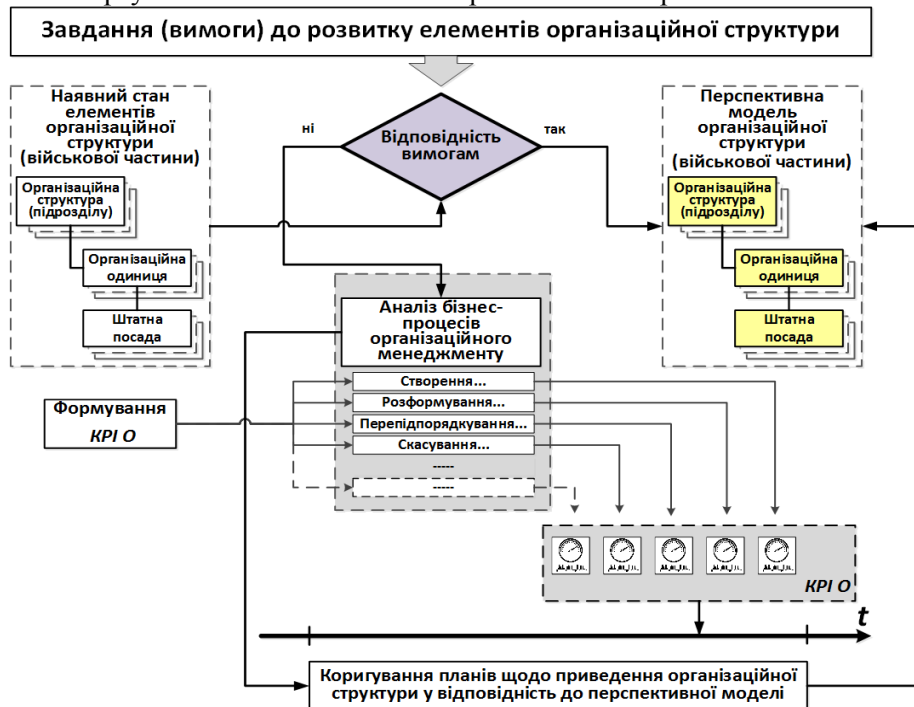 Завдання (вимоги) до розвитку елементів організаційної структури
Наявний стан
елементів
організаційної
структури
(військової частини)
Організаційна
структура
(підрозділу)
Організаційна
одиниця
Штатна
посада
ні
Відповідність
вимогам
так
Перспективна
модель
організаційної
структури
(військової частини)
Організаційна
структура
(підрозділу)
Організаційна
одиниця
Штатна
посада
Аналіз бізнес-
процесів
організаційного
менеджменту
Створення...
Розформування...
Перепідпорядкування...
Скасування...
-----
-----
Формування
КРІ О
КРІ О
t
Коригування планів щодо приведення організаційної
структури у відповідність до перспективної моделі